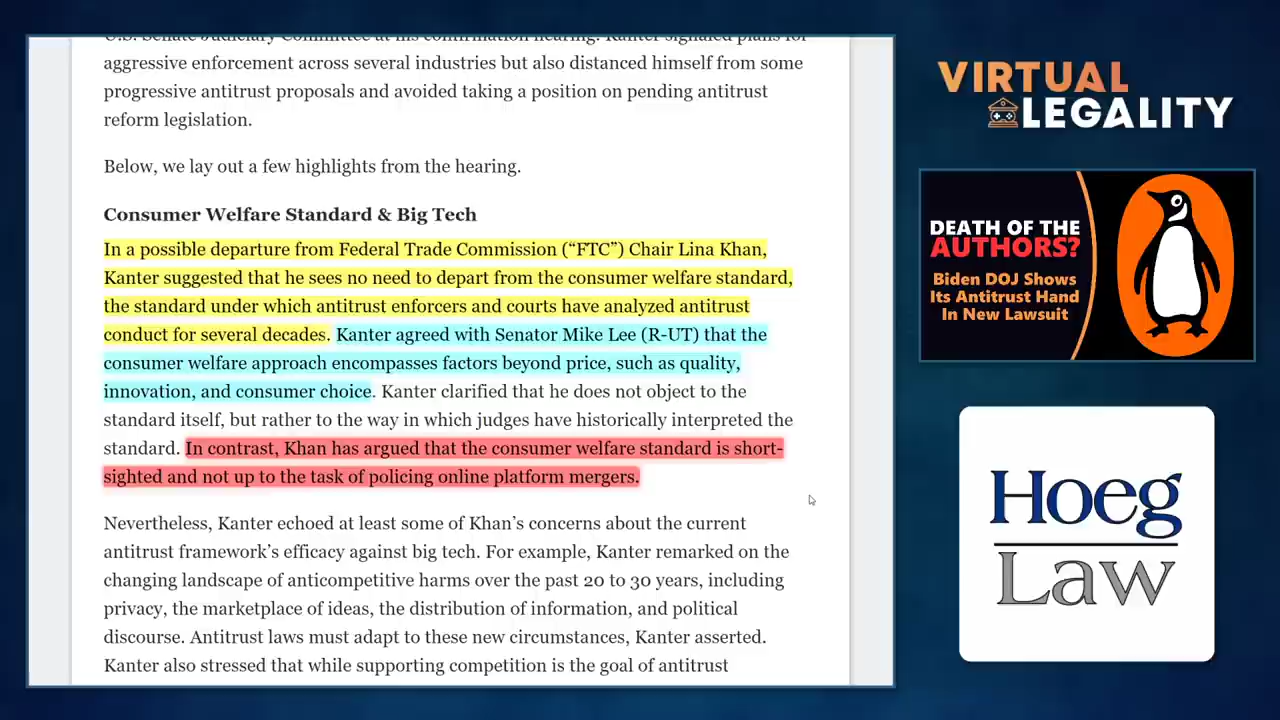 U.S. Senate Judiciary Committee at his confirmation hearing. Kanter signaled plans for
aggressive enforcement across several industries but also distanced himself from some
progressive antitrust proposals and avoided taking a position on pending antitrust
reform legislation.
Below, we lay out a few highlights from the hearing.
Consumer Welfare Standard & Big Tech
In a possible departure from Federal Trade Commission (“FTC”) Chair Lina Khan,
Kanter suggested that he sees no need to depart from the consumer welfare standard,
the standard under which antitrust enforcers and courts have analyzed antitrust
conduct for several decades. Kanter agreed with Senator Mike Lee (R-UT) that the
consumer welfare approach encompasses factors beyond price, such as quality,
innovation, and consumer choice. Kanter clarified that he does not object to the
standard itself, but rather to the way in which judges have historically interpreted the
standard. In contrast, Khan has argued that the consumer welfare standard is short-
sighted and not up to the task of policing online platform mergers.
Nevertheless, Kanter echoed at least some of Khan’s concerns about the current
antitrust framework’s efficacy against big tech. For example, Kanter remarked on the
changing landscape of anticompetitive harms over the past 20 to 30 years, including
privacy, the marketplace of ideas, the distribution of information, and political
discourse. Antitrust laws must adapt to these new circumstances, Kanter asserted.
Kanter also stressed that while supporting competition is the goal of antitrust
VIRTUAL
LEGALITY
DEATH OF THE
AUTHORS?
Biden DOJ Shows
Its Antitrust Hand
In New Lawsuit
Hoeg
Law